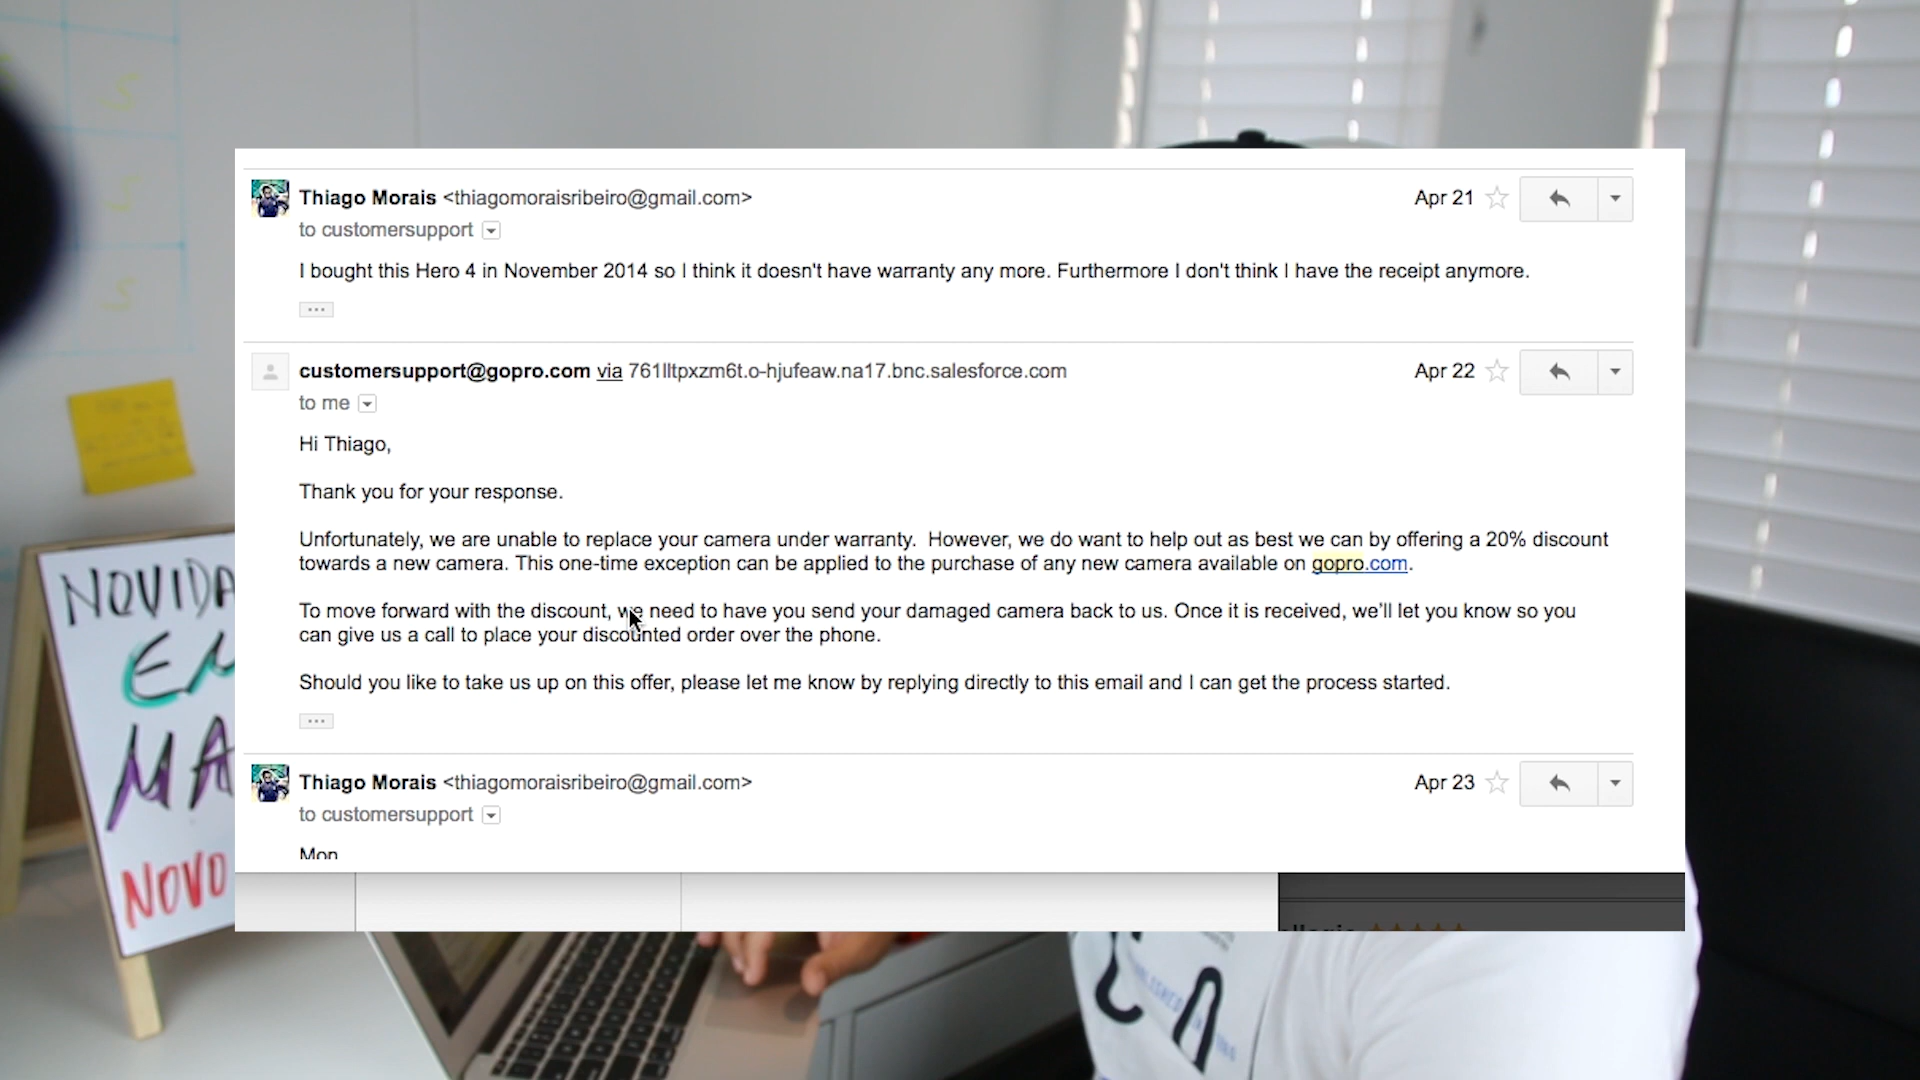 Thiago Morais <thiagomoraisribeiro@gmail.com>
Apr 21
to customersupport
I bought this Hero 4 in November 2014 so I think it doesn't have warranty any more. Furthermore I don't think I have the receipt anymore.
customersupport@gopro.com via 761lltpxzm6t.o-hjufeaw.na17.bnc.salesforce.com
Apr 22
to me
Hi Thiago,
Thank you for your response.
Unfortunately, we are unable to replace your camera under warranty. However, we do want to help out as best we can by offering a 20% discount
towards a new camera. This one-time exception can be applied to the purchase of any new camera available on gopro.com.
To move forward with the discount, we need to have you send your damaged camera back to us. Once it is received, we'll let you know so you
can give us a call to place your discounted order over the phone.
Should you like to take us up on this offer, please let me know by replying directly to this email and I can get the process started.
Thiago Morais <thiagomoraisribeiro@gmail.com>
Apr 23
to customersupport
Mon
NOVIDA
EM
MA
NOVO